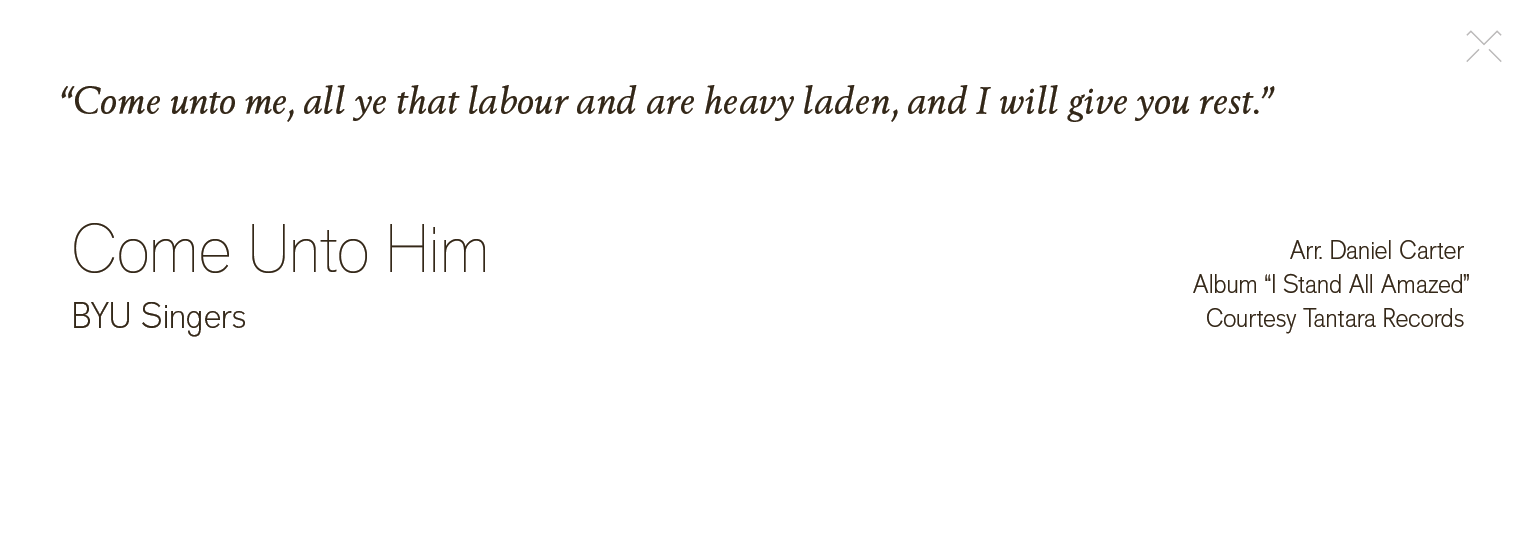 “Come unto me, all ye that labour and are heavy laden, and I will give you rest.”
Come Unto Him
BYU Singers
Arr. Daniel Carter
Album “I Stand All Amazed”
Courtesy Tantara Records